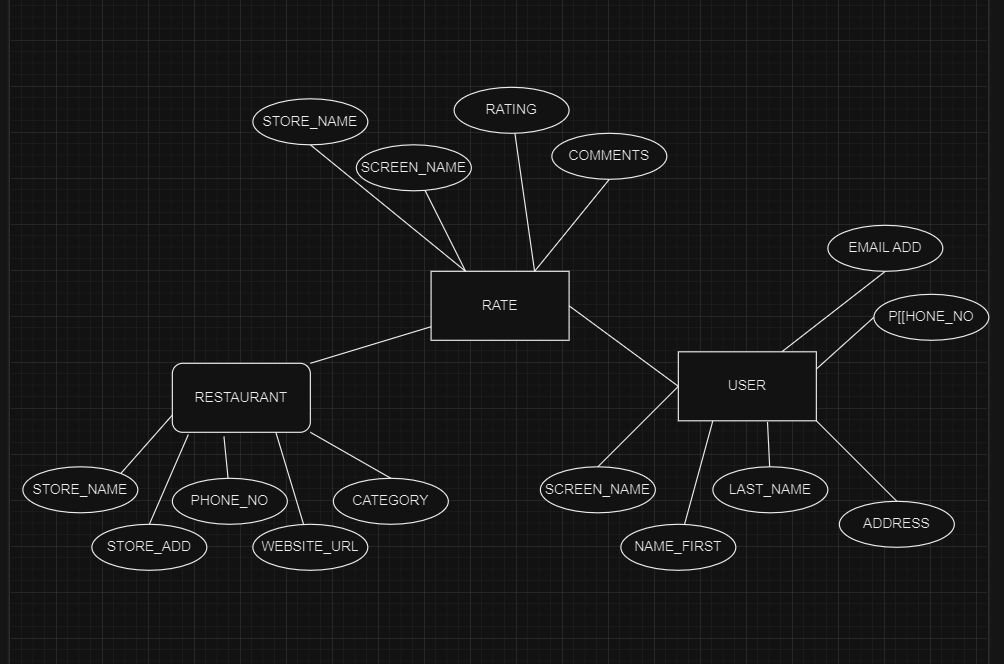 RATING
STORE_NAME
COMMENTS
SCREEN_NAME
EMAIL ADD
RATE
P[[HONE_NO
USER
RESTAURANT
STORE_NAME
SCREEN_NAME
LAST_NAME
PHONE_NO
CATEGORY
ADDRESS
STORE_ADD
WEBSITE_URL
NAME_FIRST